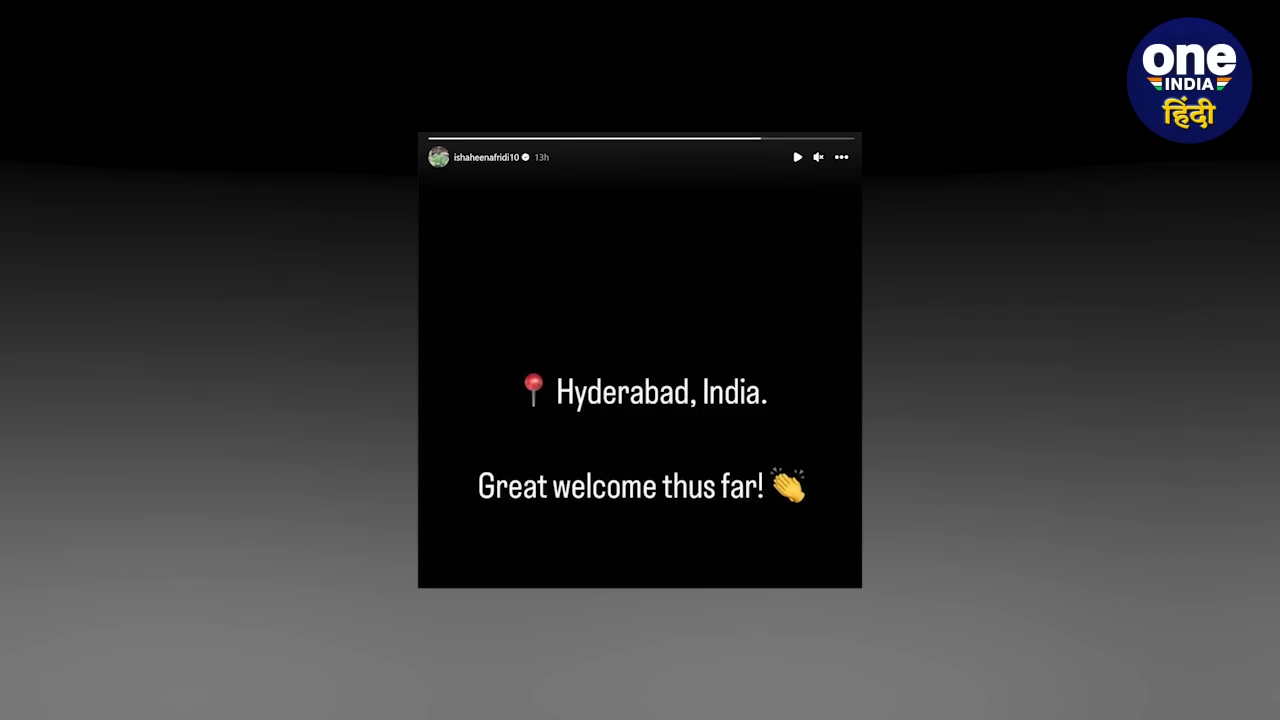 one
INDIA
हिंदी
ishaheenafridi10 13h
📍 Hyderabad, India.
Great welcome thus far! 👏